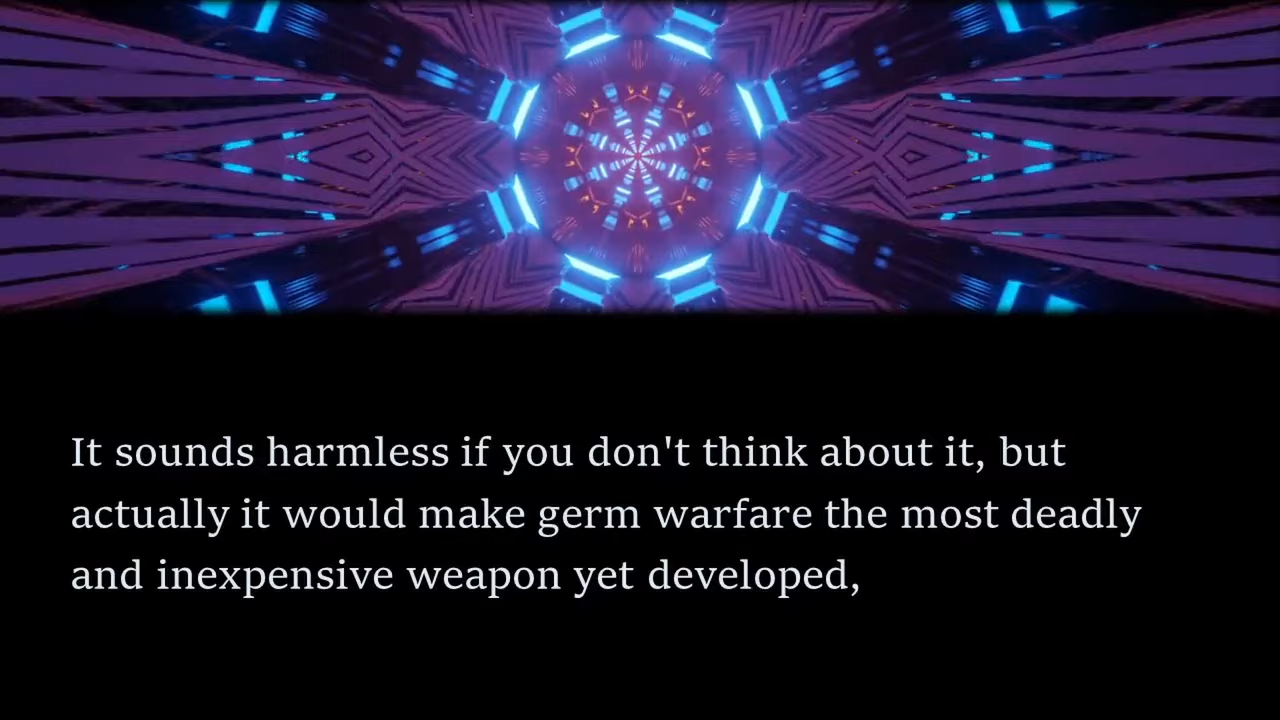 It sounds harmless if you don't think about it, but
actually it would make germ warfare the most deadly
and inexpensive weapon yet developed,